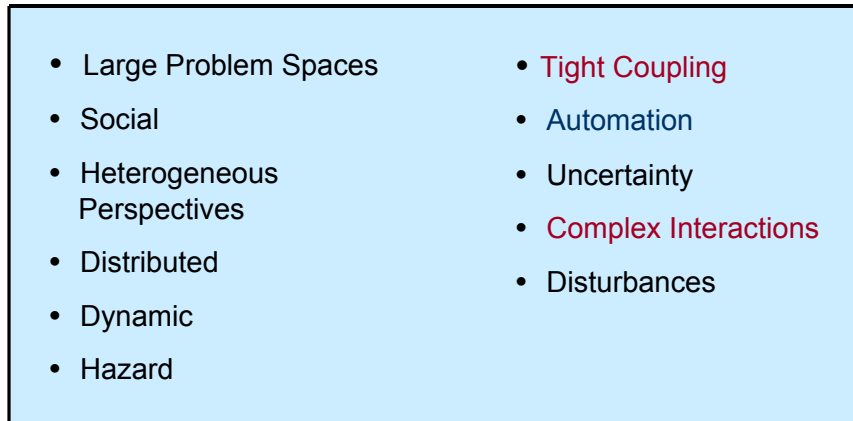 • Large Problem Spaces
• Social
• Heterogeneous
Perspectives
• Distributed
• Dynamic
• Hazard
• Tight Coupling
• Automation
• Uncertainty
• Complex Interactions
• Disturbances